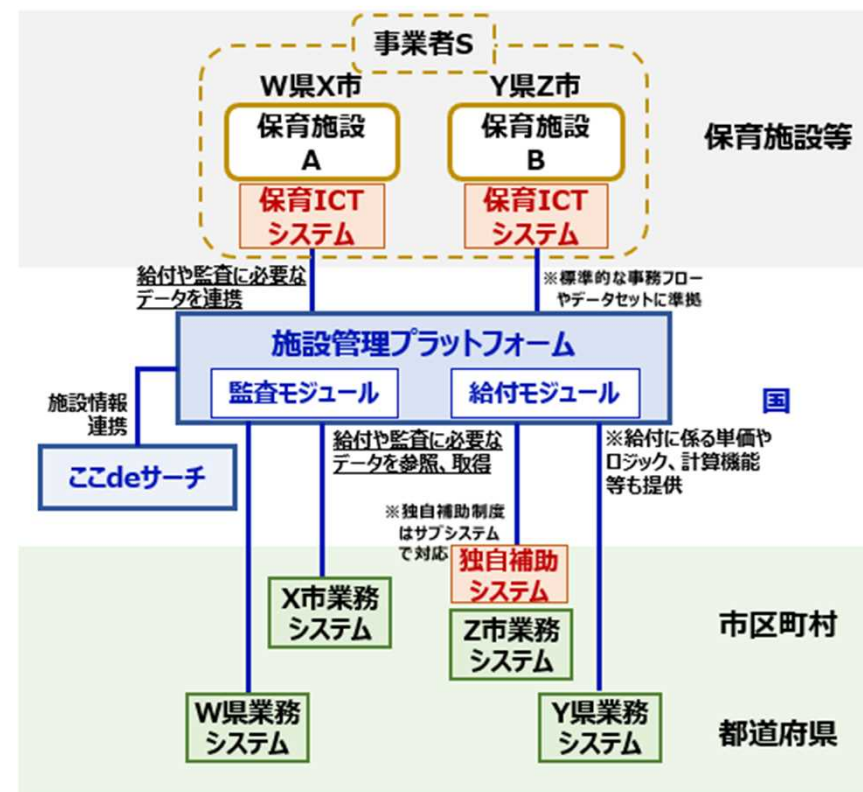 事業者S
W県X市
Y県Z市
保育施設
A
保育施設
B
保育施設等
保育ICT
システム
保育ICT
システム
給付や監査に必要な
データを連携
※標準的な事務フロー
やデータセットに準拠
施設管理プラットフォーム
監査モジュール
給付モジュール
国
施設情報
連携
ここdeサーチ
給付や監査に必要な
データを参照、取得
※給付に係る単価や
ロジック、計算機能
等も提供
※独自補助制度
はサブシステム
で対応
独自補助
システム
X市業務
システム
Z市業務
システム
市区町村
W県業務
システム
Y県業務
システム
都道府県